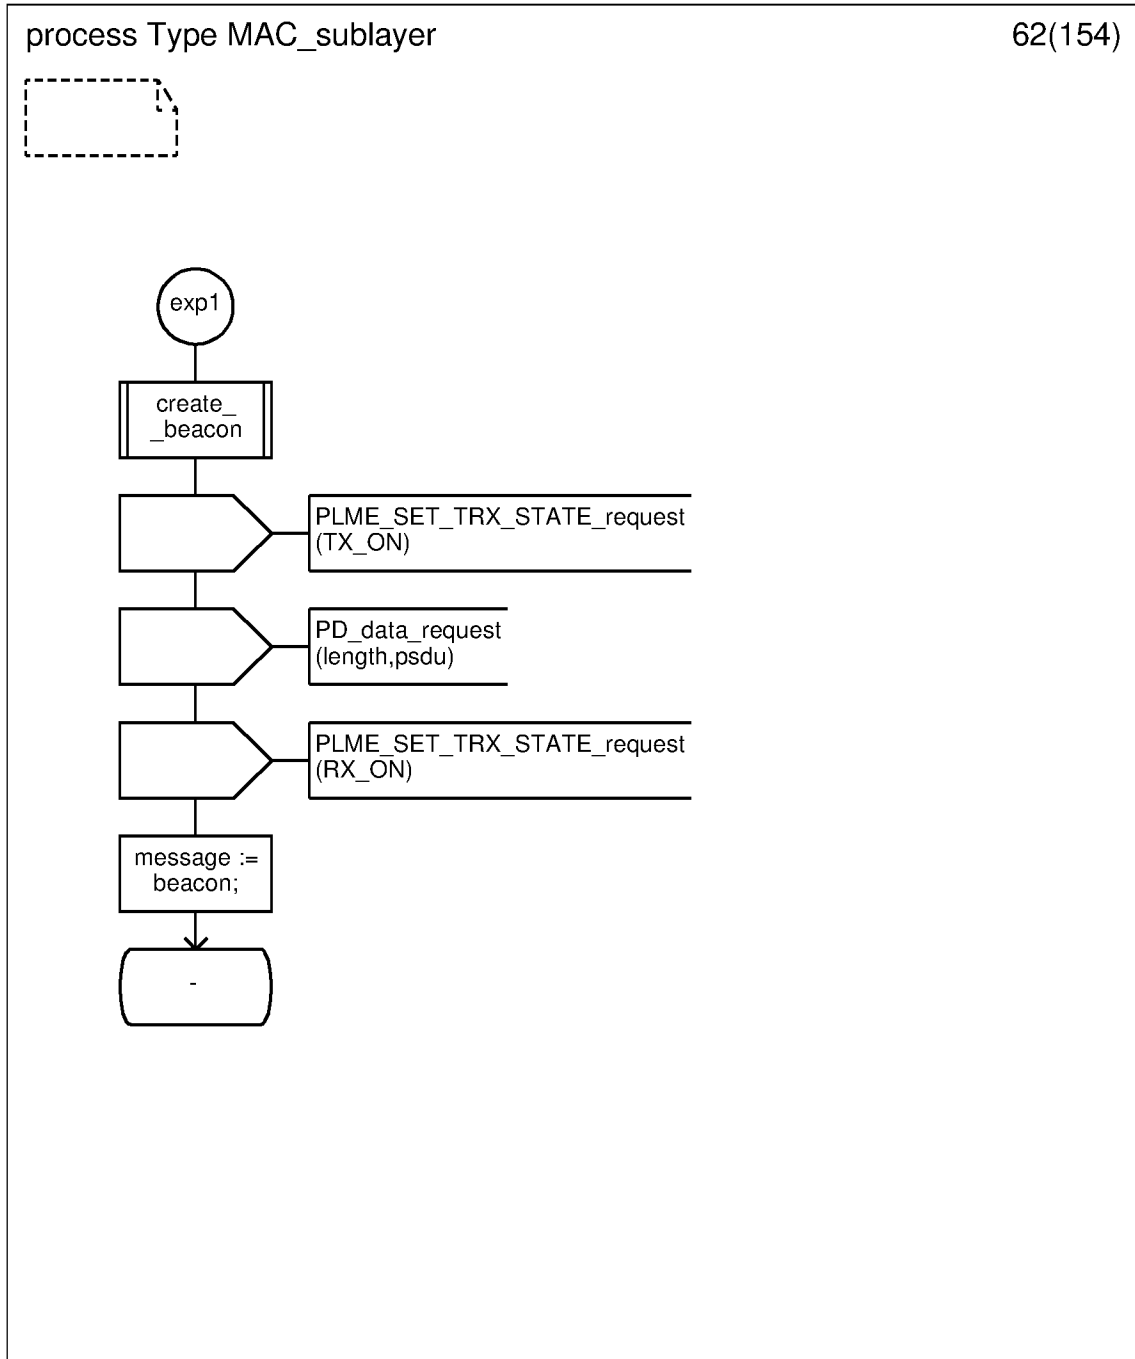 process Type MAC_sublayer
62(154)
exp1
create_
_beacon
PLME_SET_TRX_STATE_request
(TX_ON)
PD_data_request
(length,psdu)
PLME_SET_TRX_STATE_request
(RX_ON)
message :=
beacon;
-